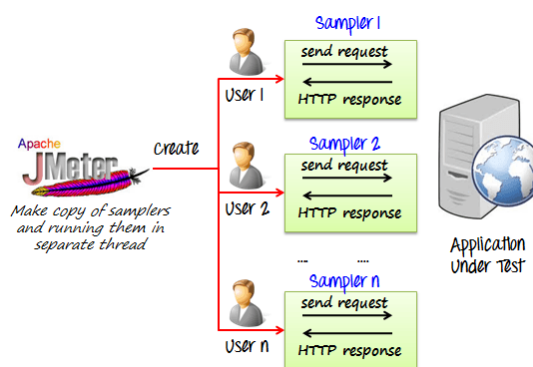 Apache
JMeter
Make copy of samplers
and running them in
separate thread
create
User 1
Sampler 1
send request
HTTP response
User 2
Sampler 2
send request
HTTP response
.... ....
User n
Sampler n
send request
HTTP response
Application
Under Test